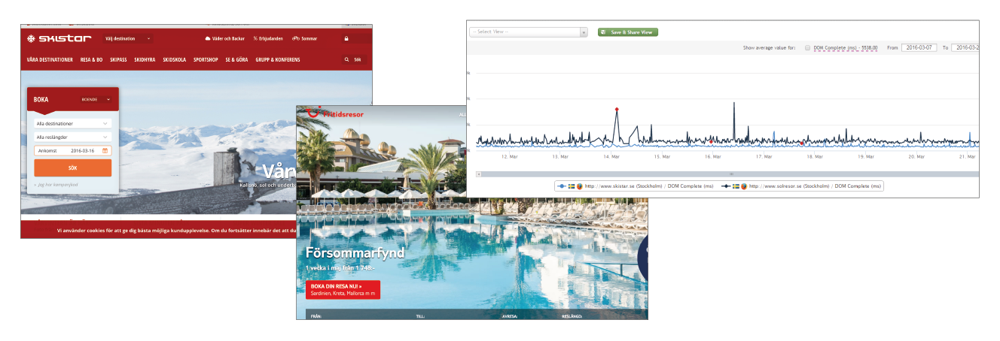 skistar
Välj destination
Väder och Backar
% Erbjudanden
Sommar
VÅRA DESTINATIONER RESA & BO SKIPASS SKIDHYRA SKIDSKOLA SPORTSHOP SE & GÖRA GRUPP & KONFERENS
Sök
BOKA
BOENDE
Alla destinationer
Alla reslängder
Ankomst 2016-03-16
SÖK
+ Jag har kampanjkod
Vår
Kallsnö, sol och underb
Vi använder cookies för att ge dig bästa möjliga kundupplevelse. Om du fortsätter innebär det att du
Fritidsresor
ALL
Försommarfynd
1 vecka i maj från 1 748:-
BOKA DIN RESA NU! »
Sardinien, Kreta, Mallorca m m
FRÅN: TILL: AVRESA: RESLÄNGD:
-- Select View --
Save & Share View
Show average value for: DOM Complete (ms) - 3538,00 From 2016-03-07 To 2016-03-2
12. Mar 13. Mar 14. Mar 15. Mar 16. Mar 17. Mar 18. Mar 19. Mar 20. Mar 21. Mar
http://www.skistar.se (Stockholm) / DOM Complete (ms) http://www.solresor.se (Stockholm) / DOM Complete (ms)